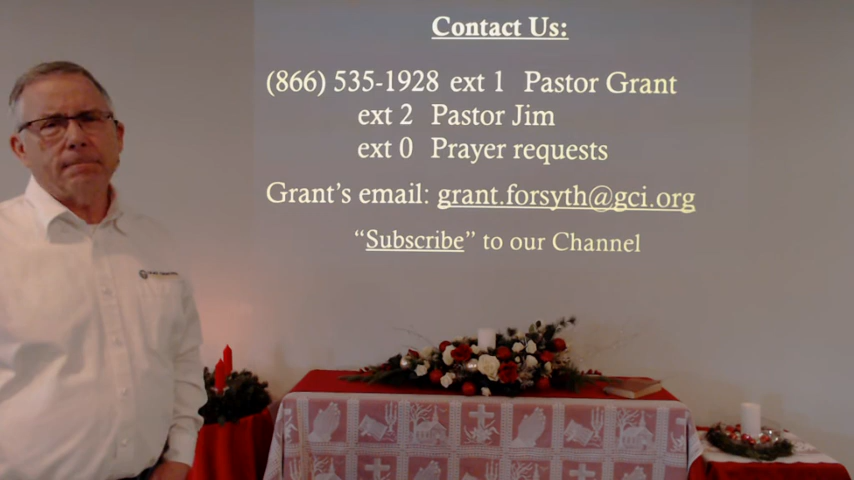 Contact Us:
(866) 535-1928 ext 1 Pastor Grant
ext 2 Pastor Jim
ext 0 Prayer requests
Grant's email: grant.forsyth@gci.org
“Subscribe” to our Channel